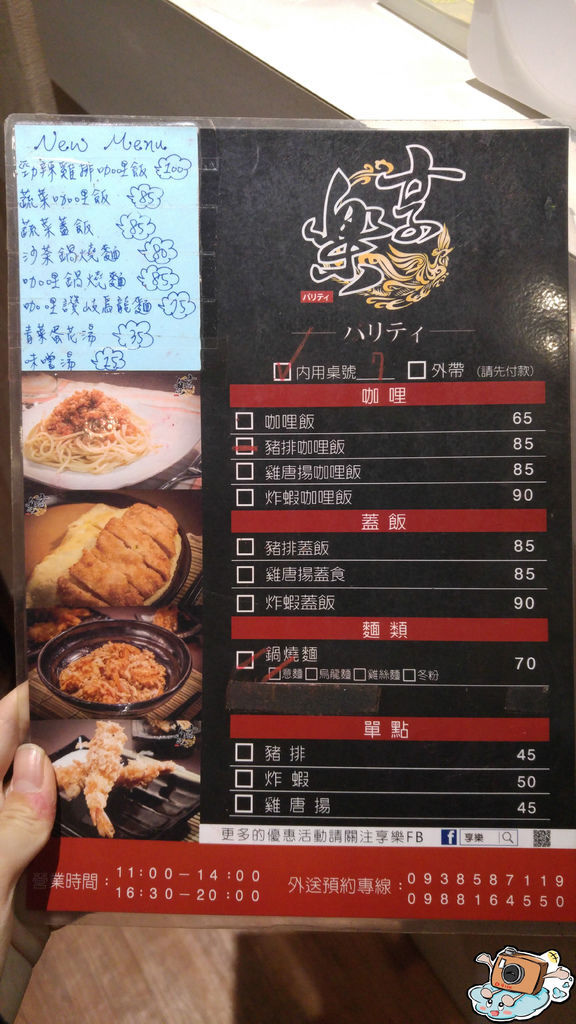 New Menu
勁辣雞排咖哩飯 100
蔬菜咖哩飯 85
蔬菜蓋飯 85
沙茶鍋燒麵 80
咖哩鍋燒麵 85
咖哩讚岐烏龍麵 75
青菜蛋花湯 35
味噌湯 25
享樂
パリティ
パリティ
內用桌號 7 外帶 (請先付款)
咖哩
咖哩飯 65
豬排咖哩飯 85
雞唐揚咖哩飯 85
炸蝦咖哩飯 90
蓋飯
豬排蓋飯 85
雞唐揚蓋食 85
炸蝦蓋飯 90
麵類
鍋燒麵 70
意麵 烏龍麵 雞絲麵 冬粉
單點
豬排 45
炸蝦 50
雞唐揚 45
更多的優惠活動請關注享樂FB f 享樂
營業時間：11:00－14:00
16:30－20:00
外送預約專線：0938587119
0988164550